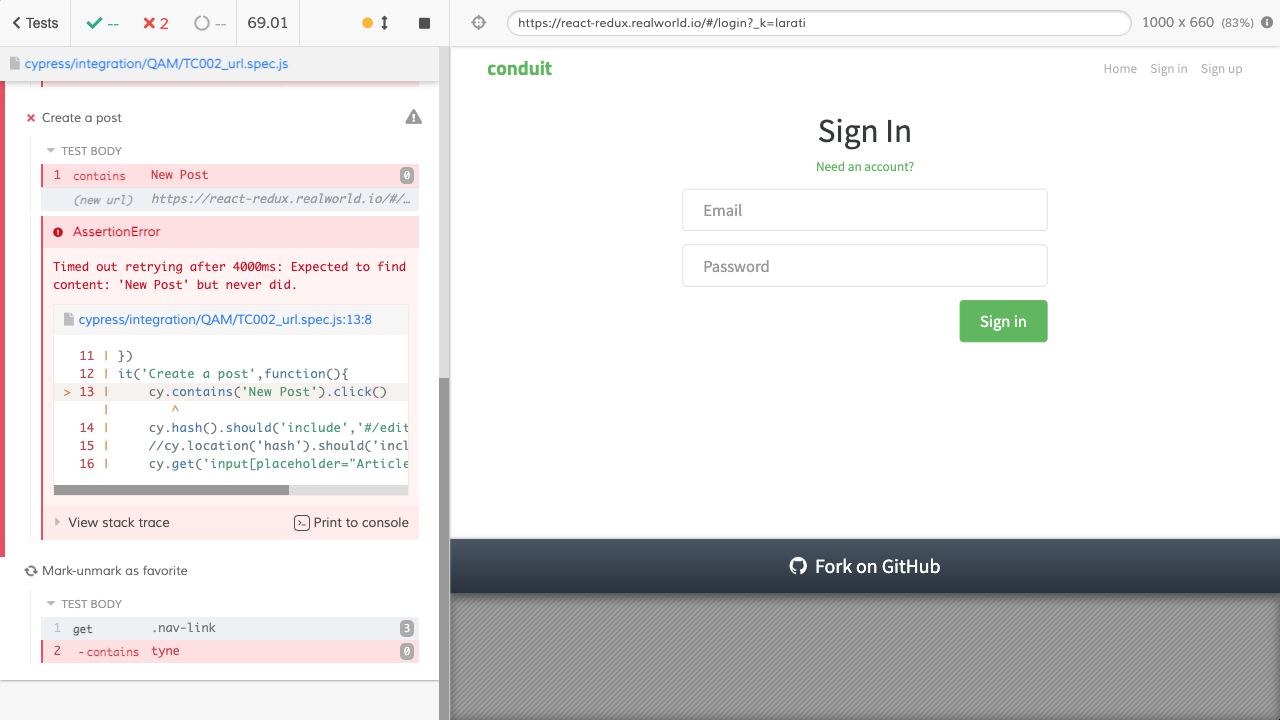 Tests
--
2
--
69.01
cypress/integration/QAM/TC002_url.spec.js
Create a post
TEST BODY
1 contains New Post 0
(new url) https://react-redux.realworld.io/#/…
AssertionError
Timed out retrying after 4000ms: Expected to find
content: 'New Post' but never did.
cypress/integration/QAM/TC002_url.spec.js:13:8
11 | })
12 | it('Create a post',function(){
> 13 | cy.contains('New Post').click()
| ^
14 | cy.hash().should('include','#/edit
15 | //cy.location('hash').should('incl
16 | cy.get('input[placeholder="Article
View stack trace
Print to console
Mark-unmark as favorite
TEST BODY
1 get .nav-link 3
2 -contains tyne 0
https://react-redux.realworld.io/#/login?_k=larati
1000 x 660 (83%)
conduit
Home Sign in Sign up
Sign In
Need an account?
Email
Password
Sign in
Fork on GitHub